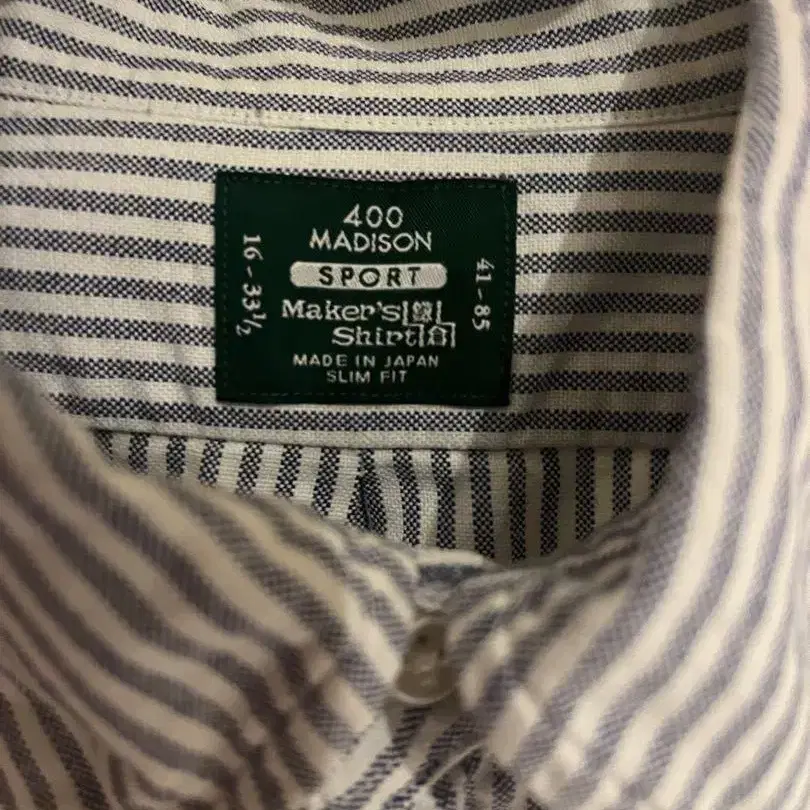 400
MADISON
SPORT
Maker's
Shirt
MADE IN JAPAN
SLIM FIT
16-33½
41-85